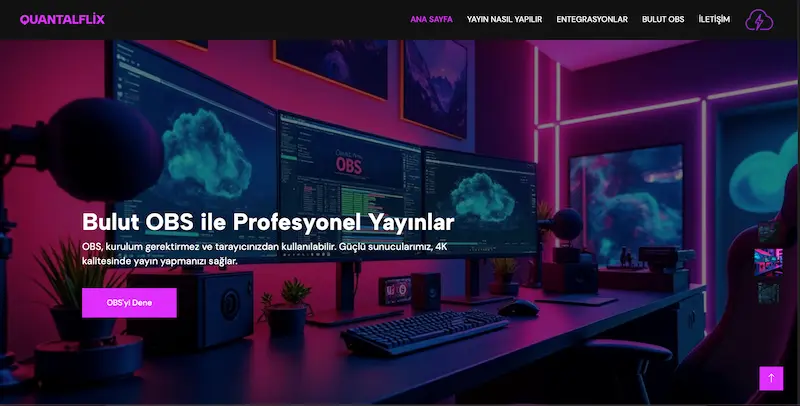 QUANTALFLİX
ANA SAYFA YAYIN NASIL YAPILIR ENTEGRASYONLAR BULUT OBS İLETİŞİM
OBS
Bulut OBS ile Profesyonel Yayınlar
OBS, kurulum gerektirmez ve tarayıcınızdan kullanılabilir. Güçlü sunucularımız, 4K
kalitesinde yayın yapmanızı sağlar.
OBS'yi Dene